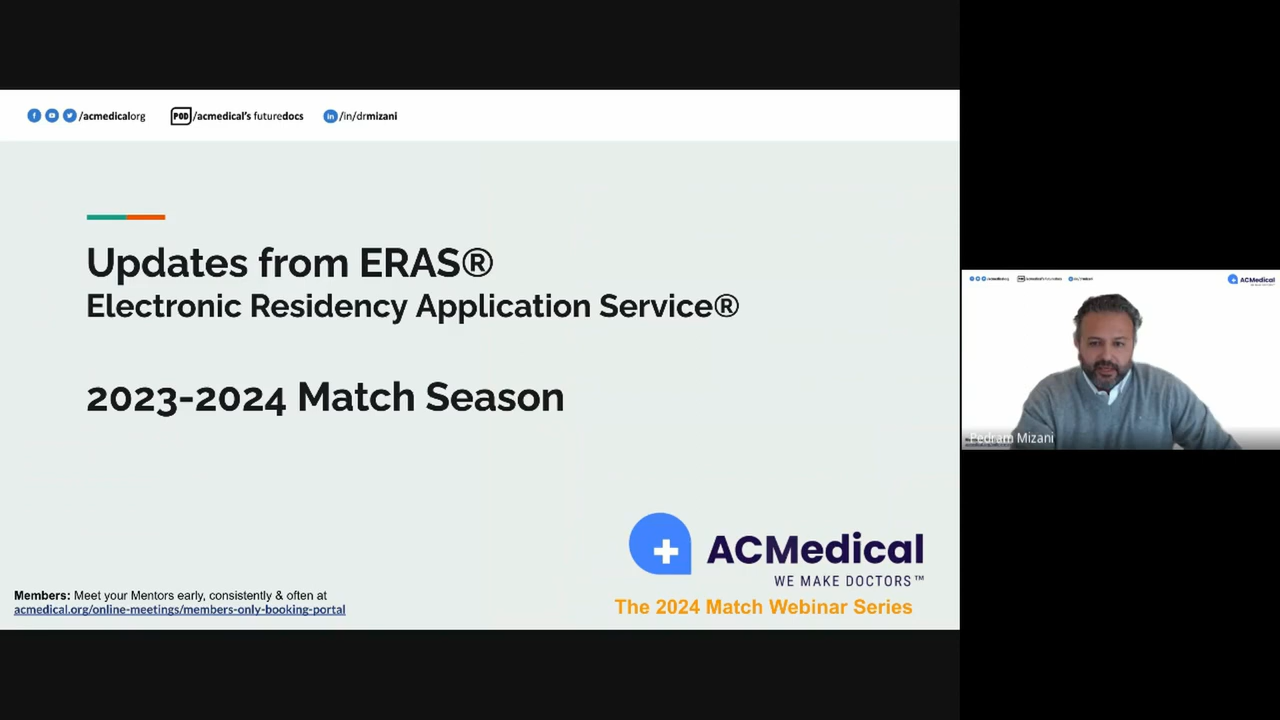 /acmedicalorg POD /acmedical's futuredocs in /in/drmizani
Updates from ERAS®
Electronic Residency Application Service®
2023-2024 Match Season
ACMedical
WE MAKE DOCTORS™
The 2024 Match Webinar Series
Members: Meet your Mentors early, consistently & often at
acmedical.org/online-meetings/members-only-booking-portal
ACMedical
Pedram Mizani